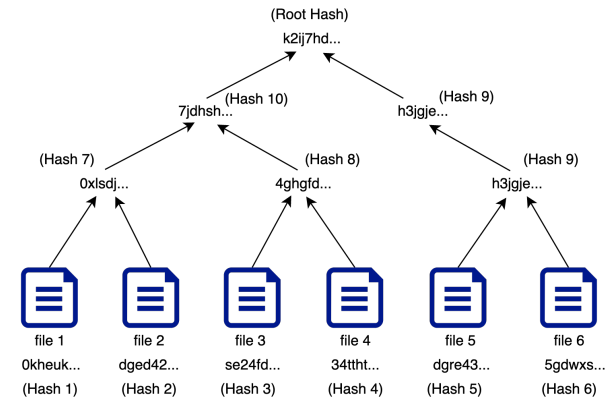 (Root Hash)
k2ij7hd...
(Hash 10)
7jdhsh...
(Hash 9)
h3jgje...
(Hash 7)
0xlsdj...
(Hash 8)
4ghgfd...
(Hash 9)
h3jgje...
file 1
0kheuk...
(Hash 1)
file 2
dged42...
(Hash 2)
file 3
se24fd...
(Hash 3)
file 4
34ttht...
(Hash 4)
file 5
dgre43...
(Hash 5)
file 6
5gdwxs...
(Hash 6)